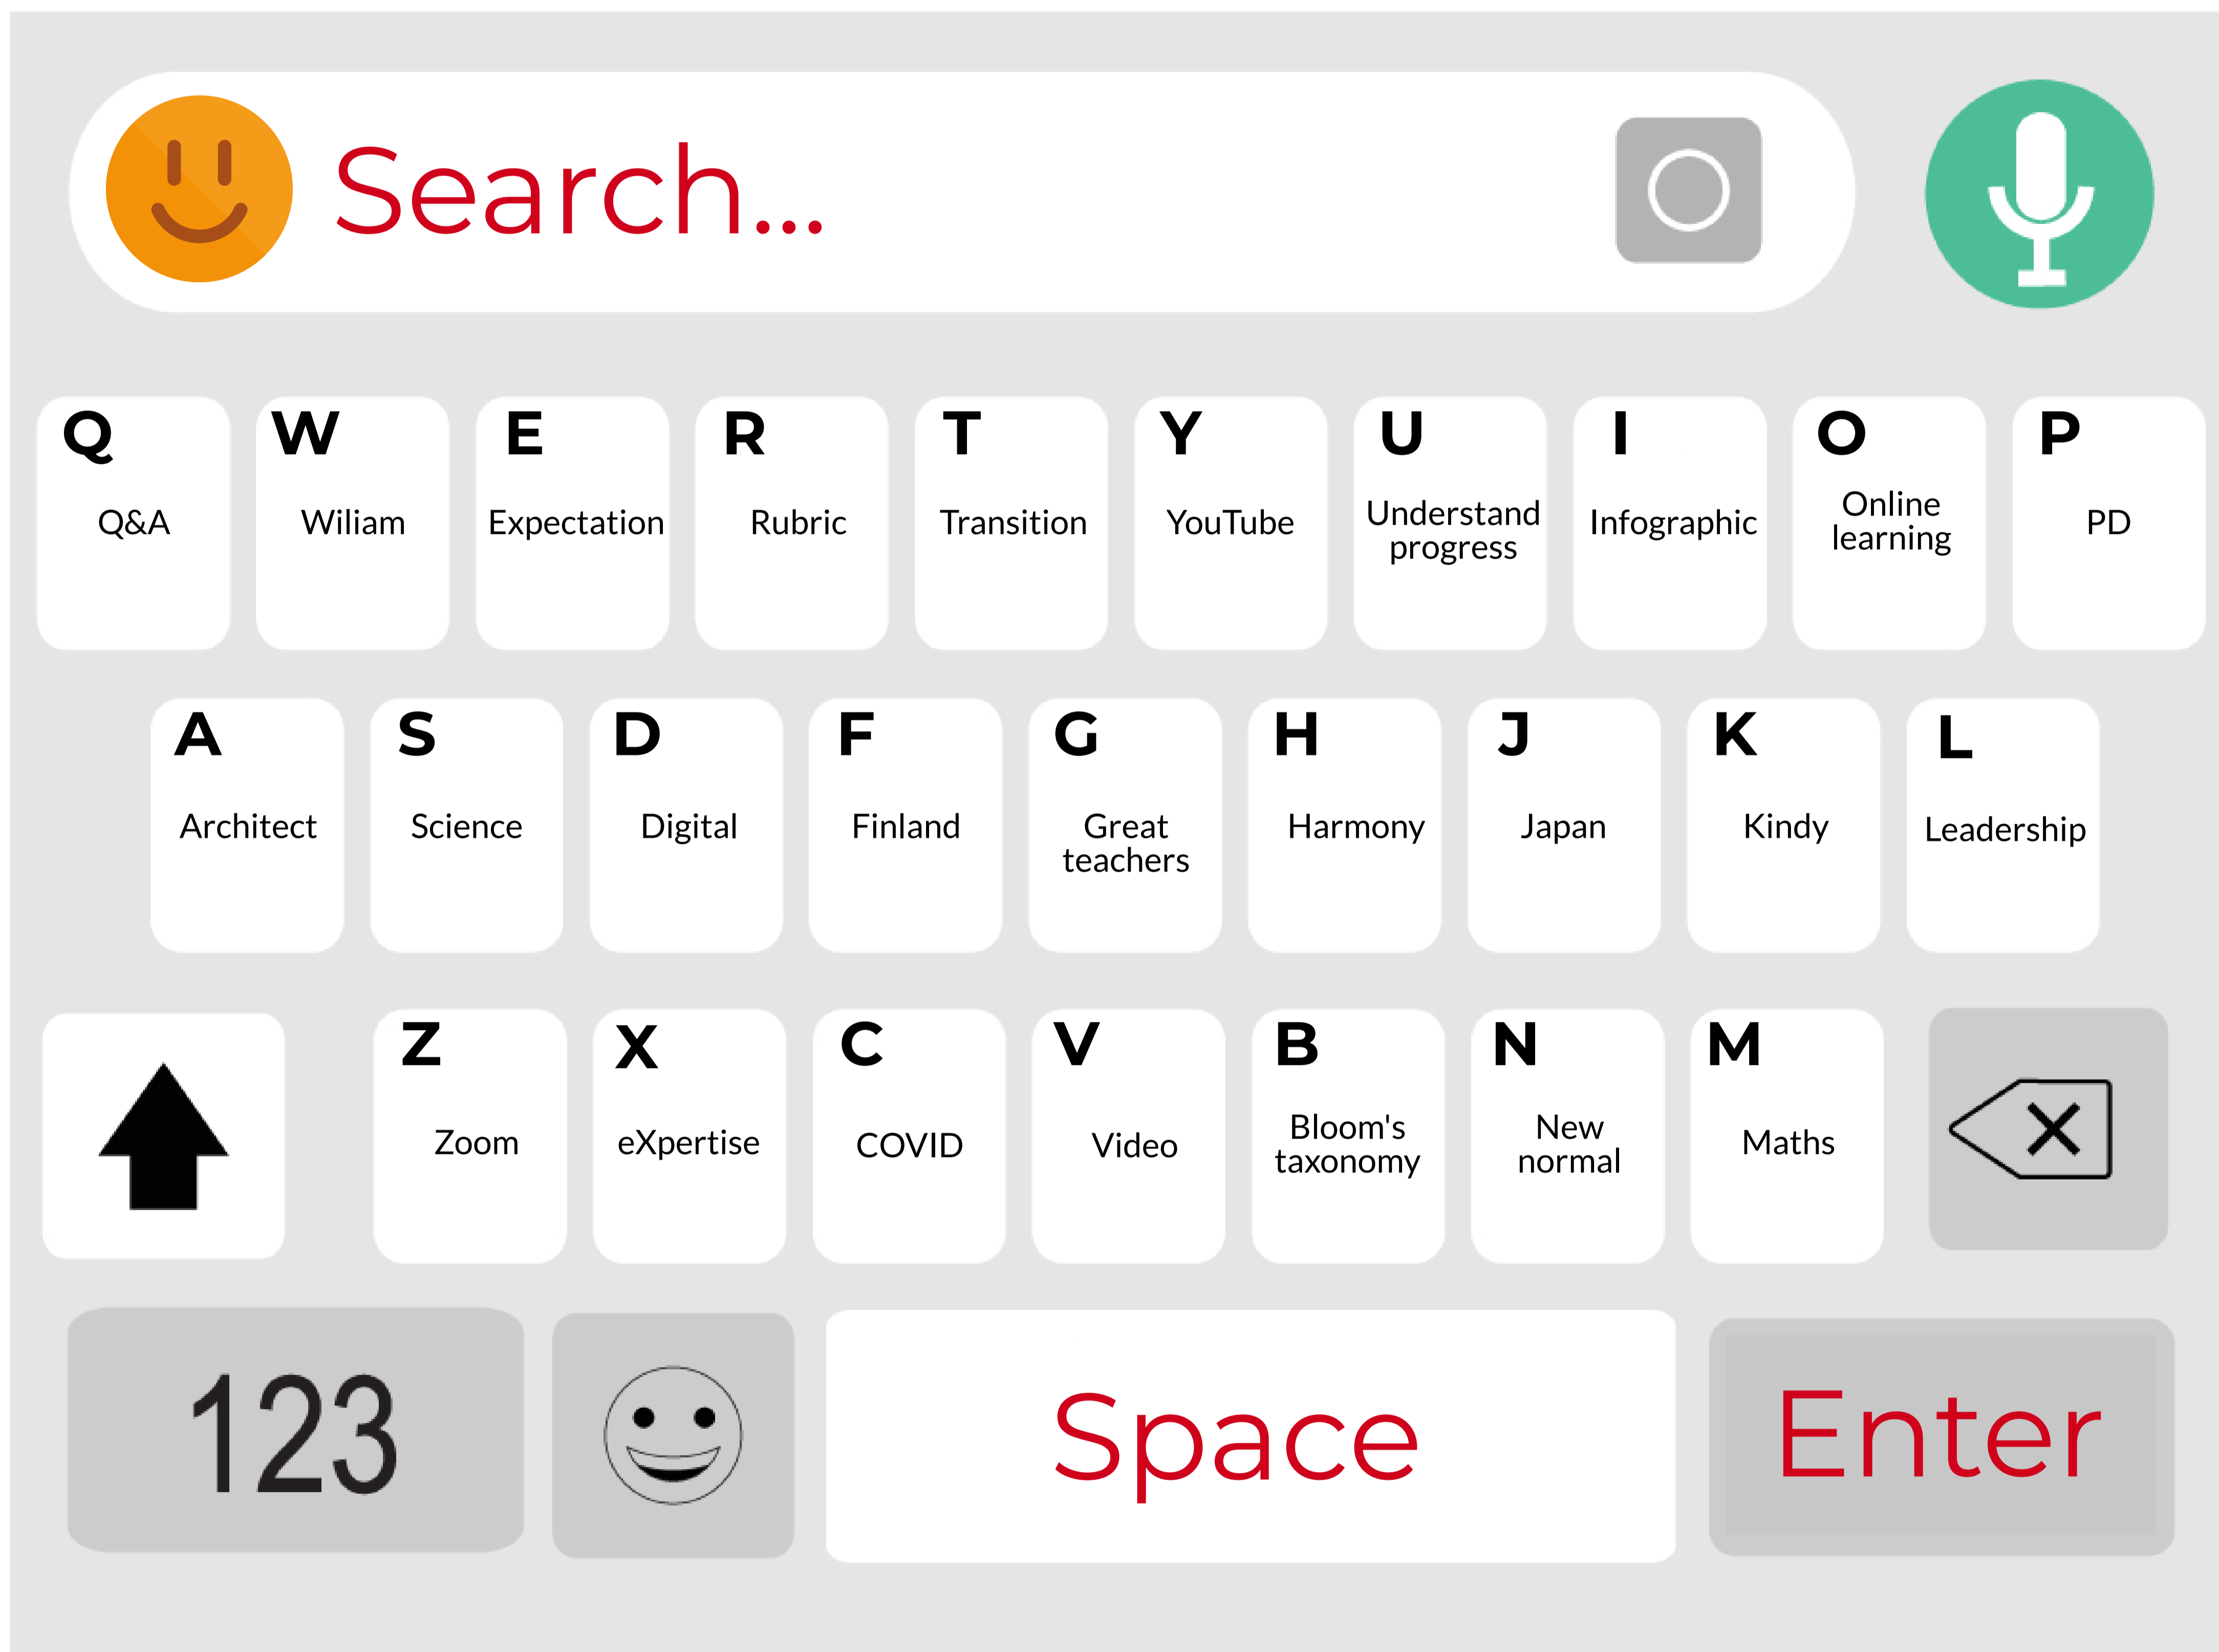 Search...
Q W E R T Y U I O P
Q&A Wiliam Expectation Rubric Transition YouTube Understand progress Infographic Online learning PD
A S D F G H J K L
Architect Science Digital Finland Great teachers Harmony Japan Kindy Leadership
Z X C V B N M
Zoom eXpertise COVID Video Bloom's taxonomy New normal Maths
123 Space Enter